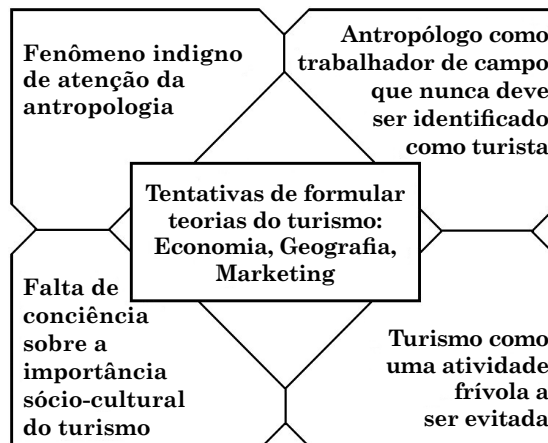 Fenômeno indigno
de atenção da
antropologia
Antropólogo como
trabalhador de campo
que nunca deve
ser identificado
como turista
Tentativas de formular
teorias do turismo:
Economia, Geografia,
Marketing
Falta de
conciência
sobre a
importância
sócio-cultural
do turismo
Turismo como
uma atividade
frívola a
ser evitada